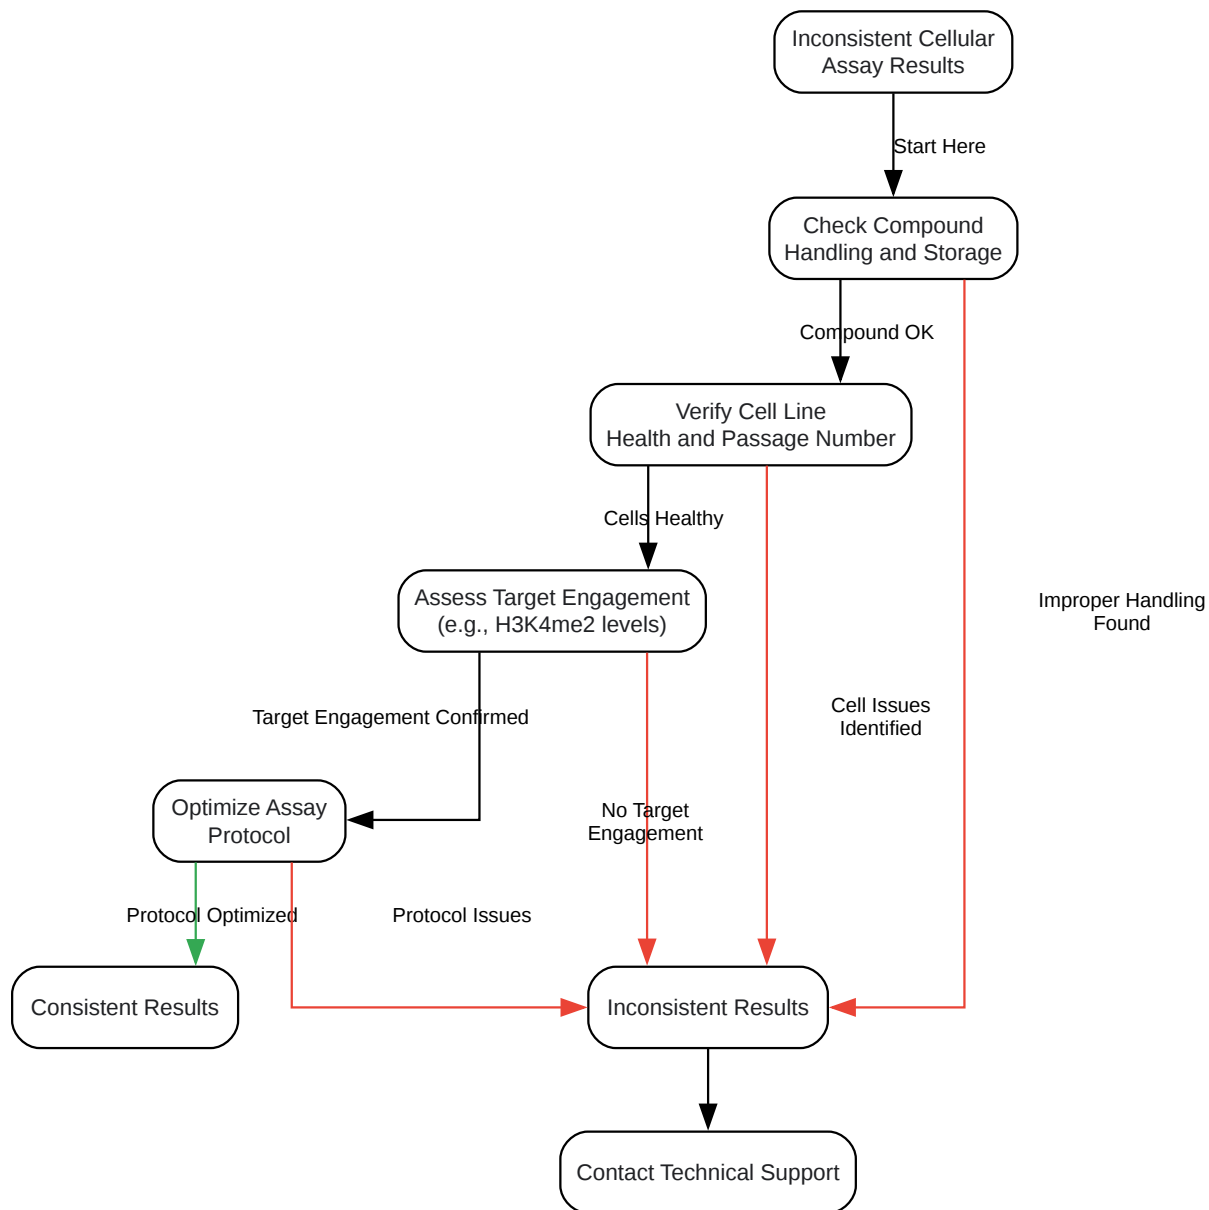 Inconsistent Cellular
Assay Results
Start Here
Check Compound
Handling and Storage
Compound OK
Verify Cell Line
Health and Passage Number
Cells Healthy
Assess Target Engagement
(e.g., H3K4me2 levels)
Improper Handling
Found
Target Engagement Confirmed
Cell Issues
Identified
Optimize Assay
Protocol
No Target
Engagement
Protocol Optimized
Protocol Issues
Consistent Results
Inconsistent Results
Contact Technical Support